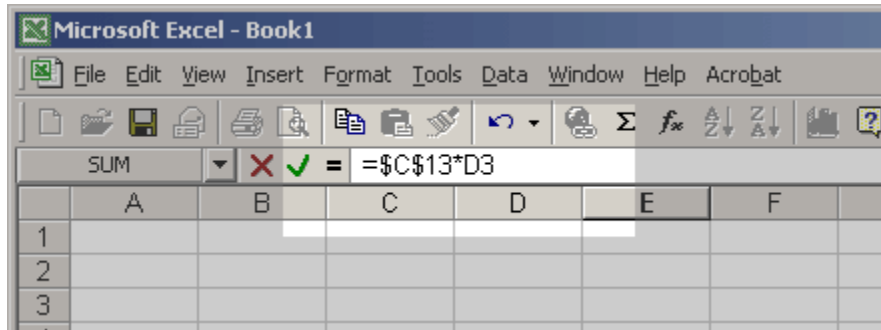 Microsoft Excel - Book1
File Edit View Insert Format Tools Data Window Help Acrobat
Σ fx A Z Z A ?
SUM = =$C$13*D3
A B C D E F
1
2
3